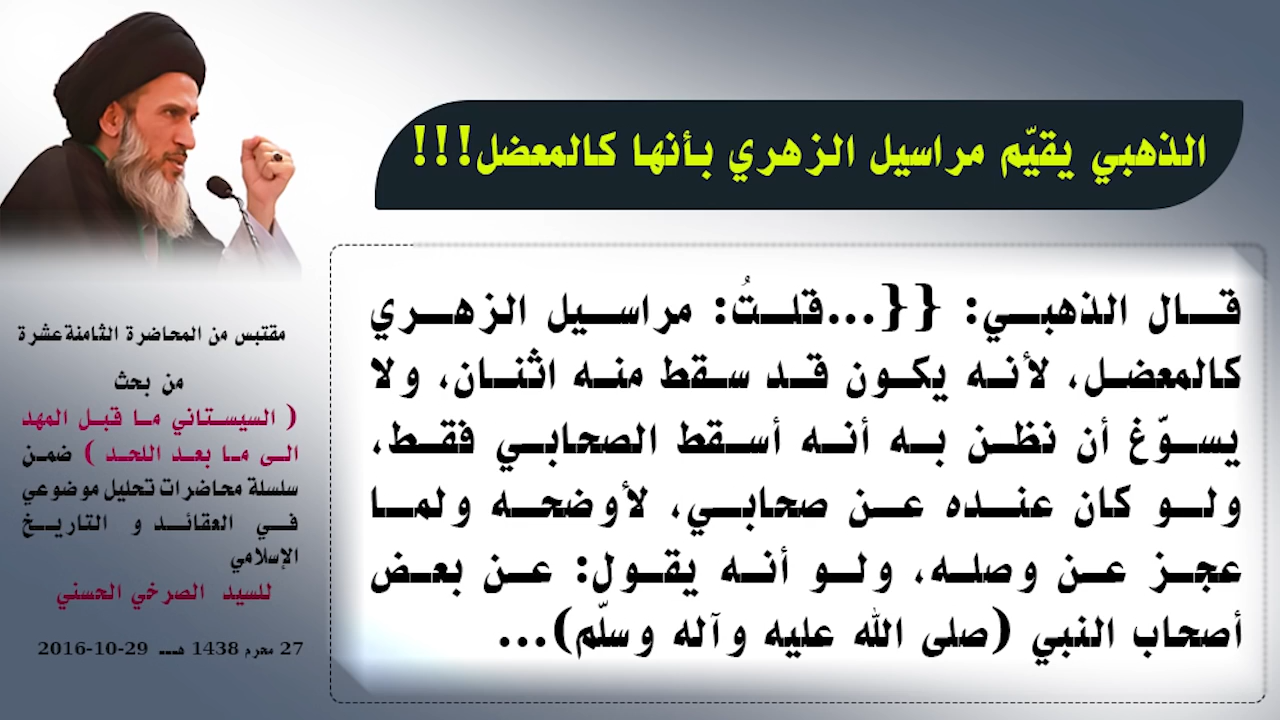 الذهبي يقيّم مراسيل الزهري بأنها كالمعضل!!!
قال الذهبي: {{...قلتُ: مراسيل الزهري
كالمعضل، لأنه يكون قد سقط منه اثنان، ولا
يسوّغ أن نظن به أنه أسقط الصحابي فقط،
ولو كان عنده عن صحابي، لأوضحه ولما
عجز عن وصله، ولو أنه يقول: عن بعض
أصحاب النبي (صلى الله عليه وآله وسلّم)...
مقتبس من المحاضرة الثامنة عشرة
من بحث
( السيستاني ما قبل المهد
الى ما بعد اللحد ) ضمن
سلسلة محاضرات تحليل موضوعي
في العقائد و التاريخ
الإسلامي
للسيد الصرخي الحسني
27 محرم 1438 هـ 29-10-2016